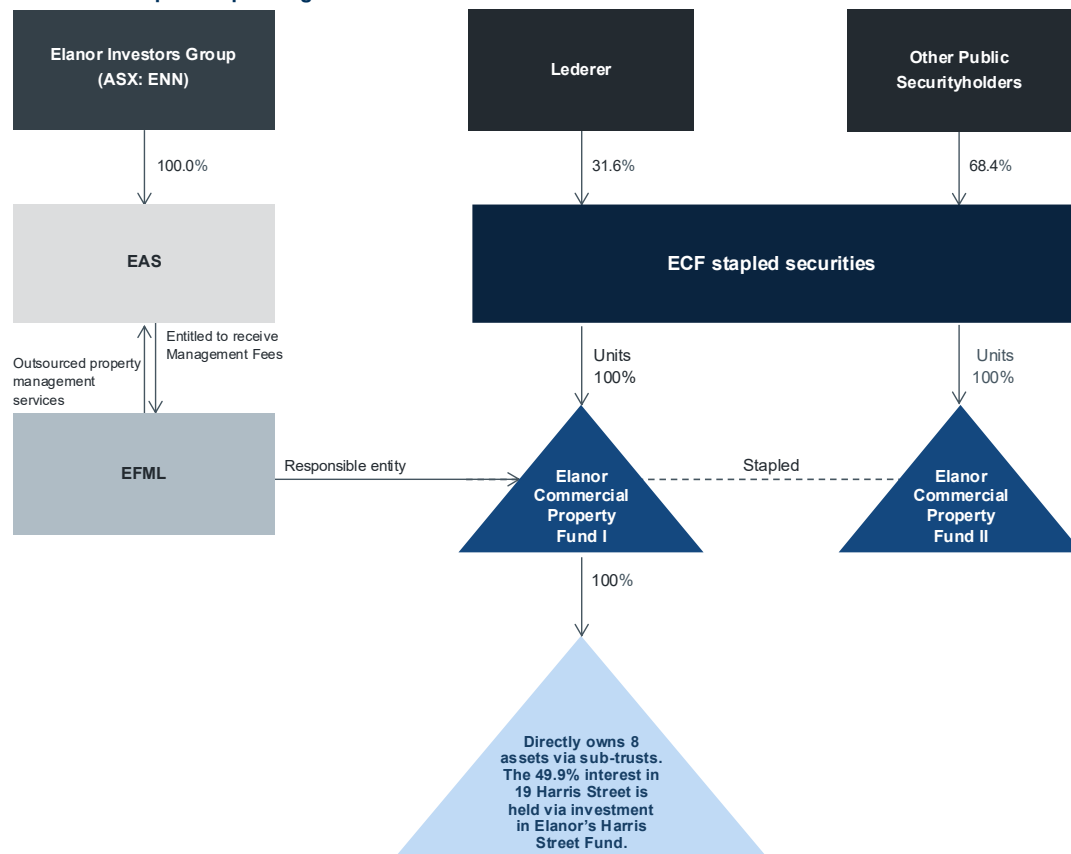 Elanor Investors Group
(ASX: ENN)
Lederer
Other Public
Securityholders
100.0%
31.6%
68.4%
EAS
ECF stapled securities
Entitled to receive
Management Fees
Outsourced property
management
services
Units
100%
Units
100%
EFML
Responsible entity
Elanor
Commercial
Property
Fund I
Stapled
Elanor
Commercial
Property
Fund II
100%
Directly owns 8
assets via sub-trusts.
The 49.9% interest in
19 Harris Street is
held via investment
in Elanor’s Harris
Street Fund.